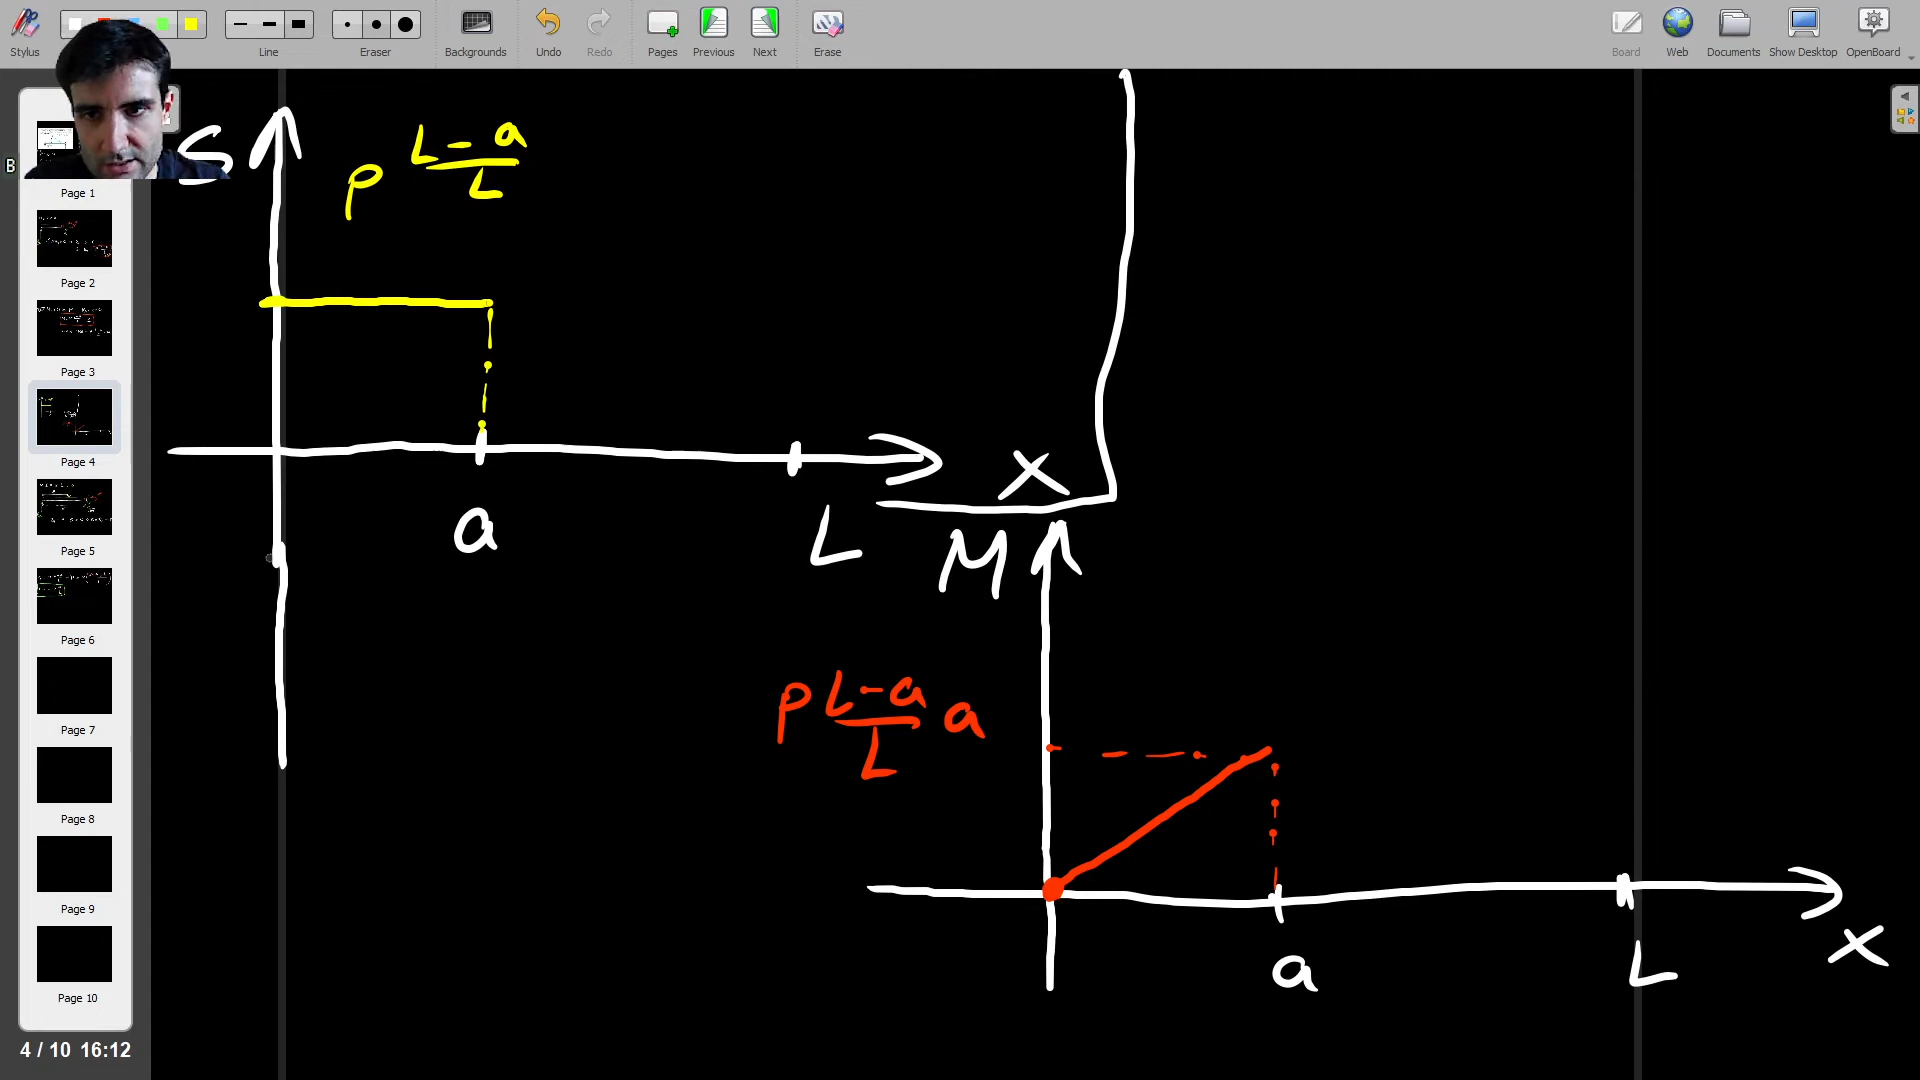 Stylus Line Eraser Backgrounds Undo Redo Pages Previous Next Erase Board Web Documents Show Desktop OpenBoard
B
Page 1
Page 2
Page 3
Page 4
Page 5
Page 6
Page 7
Page 8
Page 9
Page 10
4 / 10 16:12
S
P L - a
L
a
L
X
M
P L - a a
L
a
L
X